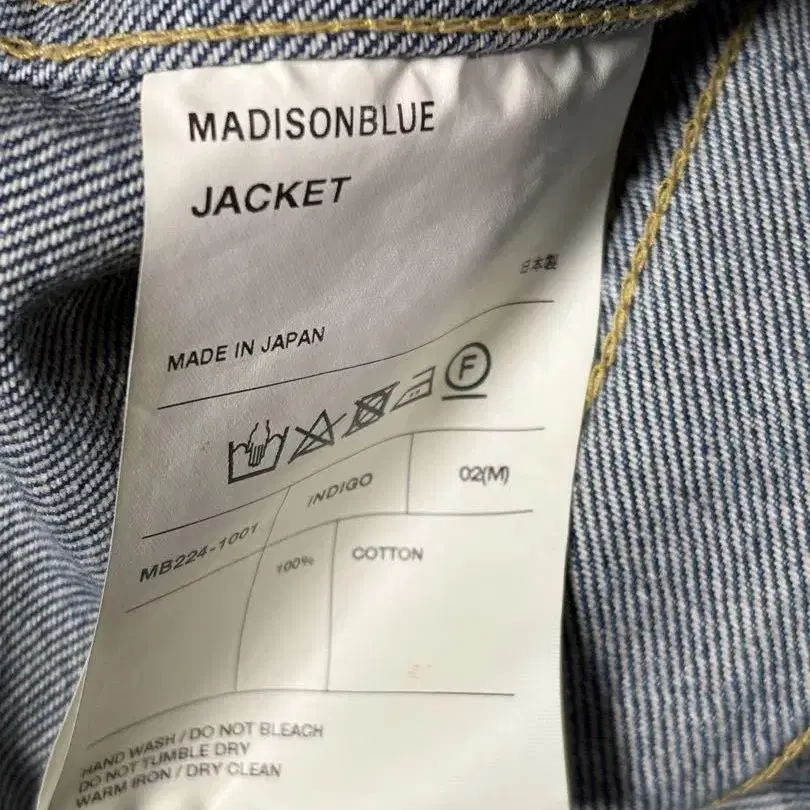 MADISONBLUE
JACKET
日本製
MADE IN JAPAN
F
MB224-1001 INDIGO 02(M)
100% COTTON
HAND WASH / DO NOT BLEACH
DO NOT TUMBLE DRY
WARM IRON / DRY CLEAN